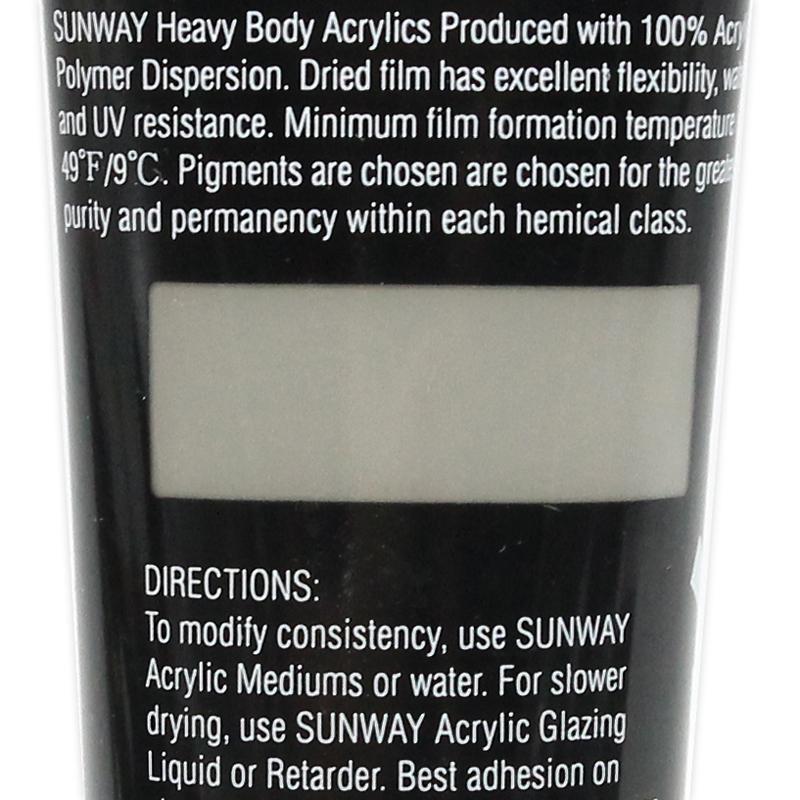 SUNWAY Heavy Body Acrylics Produced with 100% Acry
Polymer Dispersion. Dried film has excellent flexibility, wat
and UV resistance. Minimum film formation temperature
49°F/9°C. Pigments are chosen are chosen for the greates
purity and permanency within each hemical class.
DIRECTIONS:
To modify consistency, use SUNWAY
Acrylic Mediums or water. For slower
drying, use SUNWAY Acrylic Glazing
Liquid or Retarder. Best adhesion on